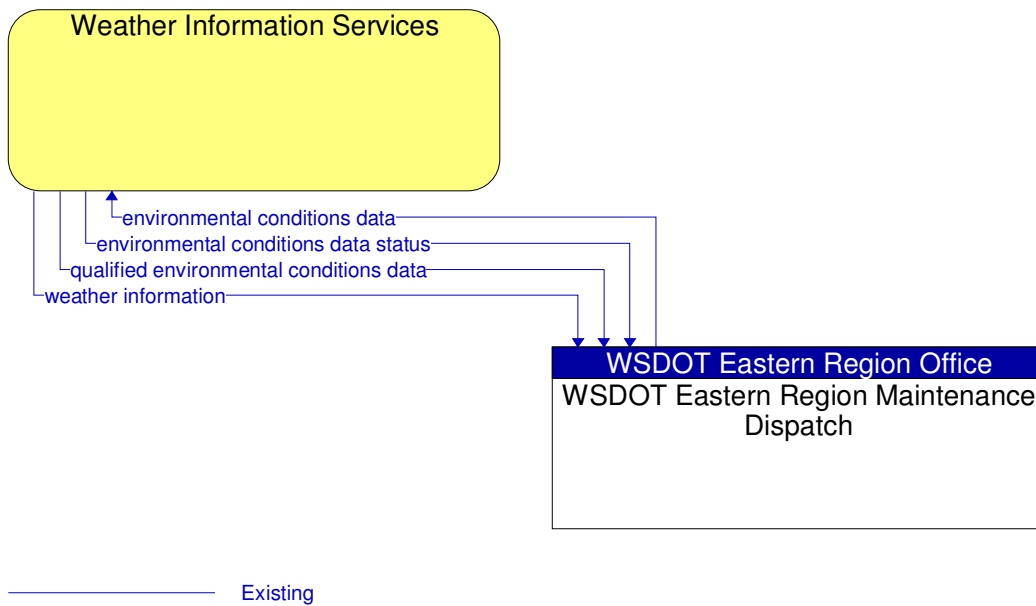 Weather Information Services
environmental conditions data
environmental conditions data status
qualified environmental conditions data
weather information
WSDOT Eastern Region Office
WSDOT Eastern Region Maintenance
Dispatch
Existing